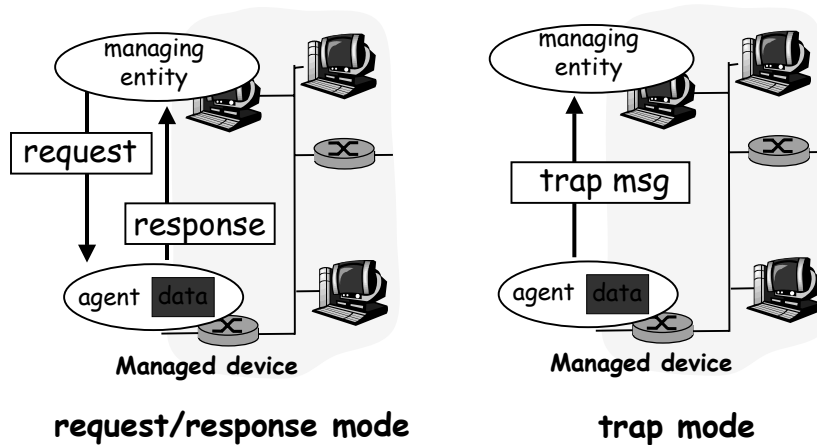 managing
entity
request
response
agent data
Managed device
request/response mode
managing
entity
trap msg
agent data
Managed device
trap mode